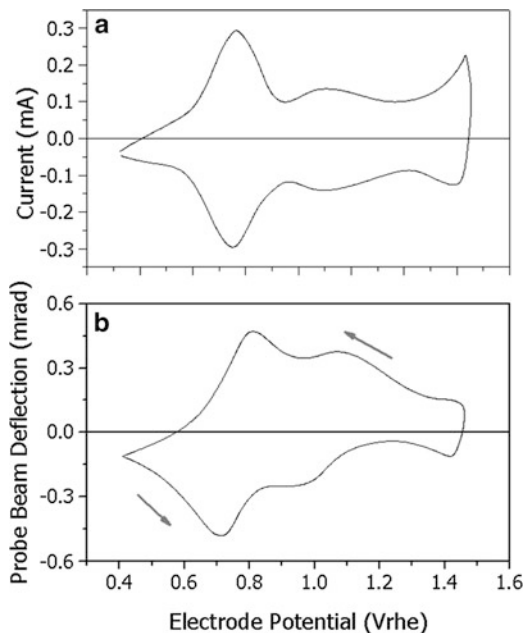 a
0.3
0.2
0.1
0.0
-0.1
-0.2
-0.3
Current (mA)
b
0.6
0.3
0.0
-0.3
-0.6
Probe Beam Deflection (mrad)
0.4 0.6 0.8 1.0 1.2 1.4 1.6
Electrode Potential (Vrhe)